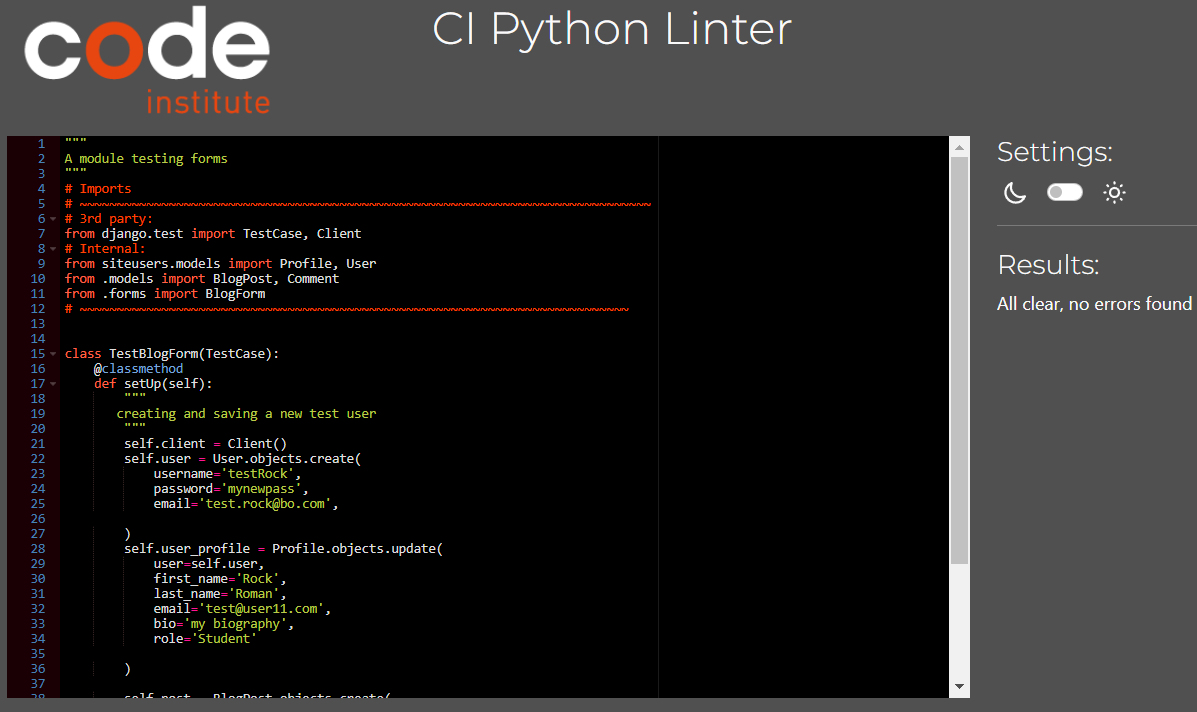 code
institute
CI Python Linter
1 """
2 A module testing forms
3 """
4 # Imports
5 # ~~~~~~~~~~~~~~~~~~~~~~~~~~~~~~~~~~~~~~~~~~~~~~~~~~~~~~~~~~~~~~~~~~~~~~~~~~~~~
6 # 3rd party:
7 from django.test import TestCase, Client
8 # Internal:
9 from siteusers.models import Profile, User
10 from .models import BlogPost, Comment
11 from .forms import BlogForm
12 # ~~~~~~~~~~~~~~~~~~~~~~~~~~~~~~~~~~~~~~~~~~~~~~~~~~~~~~~~~~~~~~~~~~~~~~~~~~
13
14
15 class TestBlogForm(TestCase):
16     @classmethod
17     def setUp(self):
18         """
19        creating and saving a new test user
20         """
21         self.client = Client()
22         self.user = User.objects.create(
23             username='testRock',
24             password='mynewpass',
25             email='test.rock@bo.com',
26
27         )
28         self.user_profile = Profile.objects.update(
29             user=self.user,
30             first_name='Rock',
31             last_name='Roman',
32             email='test@user11.com',
33             bio='my biography',
34             role='Student'
35
36         )
37
38         self.post = BlogPost.objects.create(
Settings:
Results:
All clear, no errors found